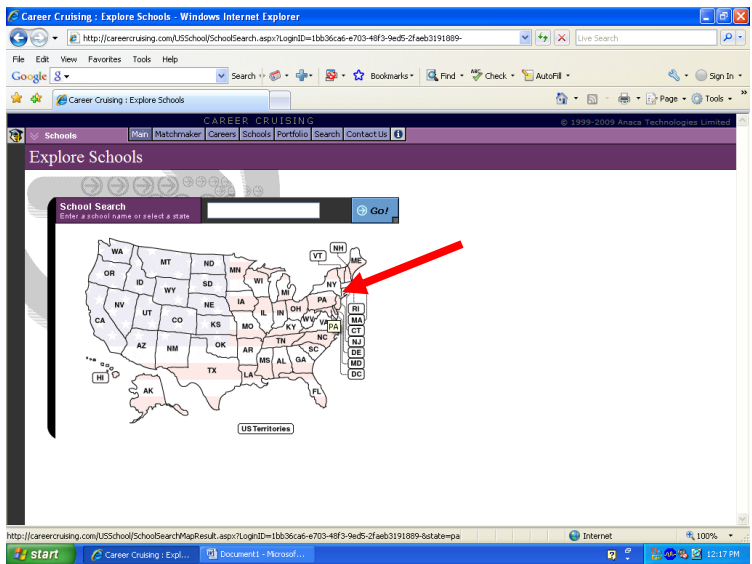 Career Cruising : Explore Schools - Windows Internet Explorer
http://careercruising.com/USSchool/SchoolSearch.aspx?LoginID=1bb36ca6-e703-48f3-9ed5-2faeb3191889-
Live Search
File Edit View Favorites Tools Help
Google Search Bookmarks Find Check AutoFill Sign In
Career Cruising : Explore Schools Page Tools
CAREER CRUISING © 1999-2009 Anaca Technologies Limited
Schools Main Matchmaker Careers Schools Portfolio Search Contact Us
Explore Schools
School Search
Enter a school name or select a state
Go!
WA MT ND MN VT NH ME
OR ID WY SD WI MI NY
NV UT CO NE IA IL IN OH PA RI
CA KS MO KY WV VA PA MA
AZ NM OK AR TN NC CT
NJ
TX MS AL GA SC DE
LA MD
HI AK FL DC
US Territories
http://careercruising.com/USSchool/SchoolSearchMapResult.aspx?LoginID=1bb36ca6-e703-48f3-9ed5-2faeb3191889-&state=pa
Internet 100%
start Career Cruising : Expl... Document1 - Microsof... 12:17 PM